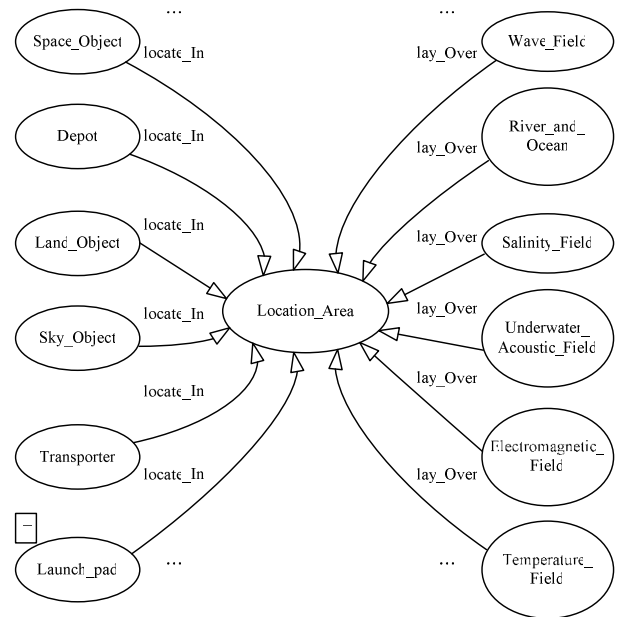 ...
...
Space_Object
locate_In
lay_Over
Wave_Field
Depot
locate_In
lay_Over
River_and_
Ocean
Land_Object
locate_In
lay_Over
Salinity_Field
Location_Area
Sky_Object
locate_In
lay_Over
Underwater_
Acoustic_Field
locate_In
lay_Over
Transporter
Electromagnetic_
Field
locate_In
lay_Over
Launch_pad
...
...
Temperature_
Field